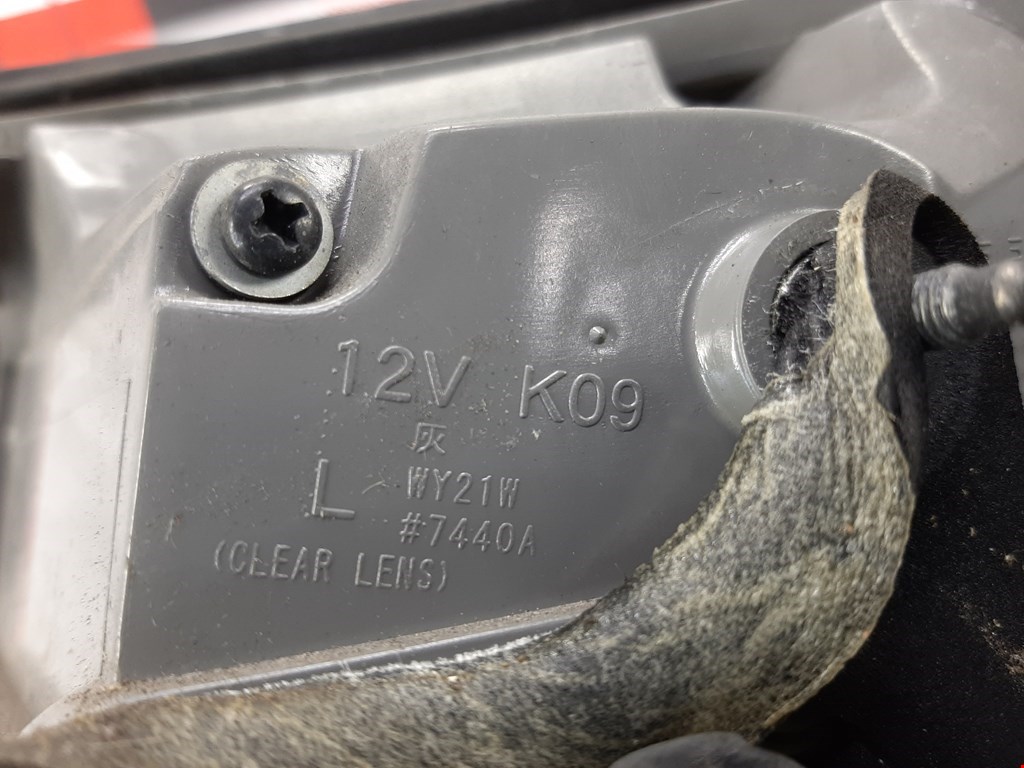 12V K09
灰
L WY21W
#7440A
(CLEAR LENS)